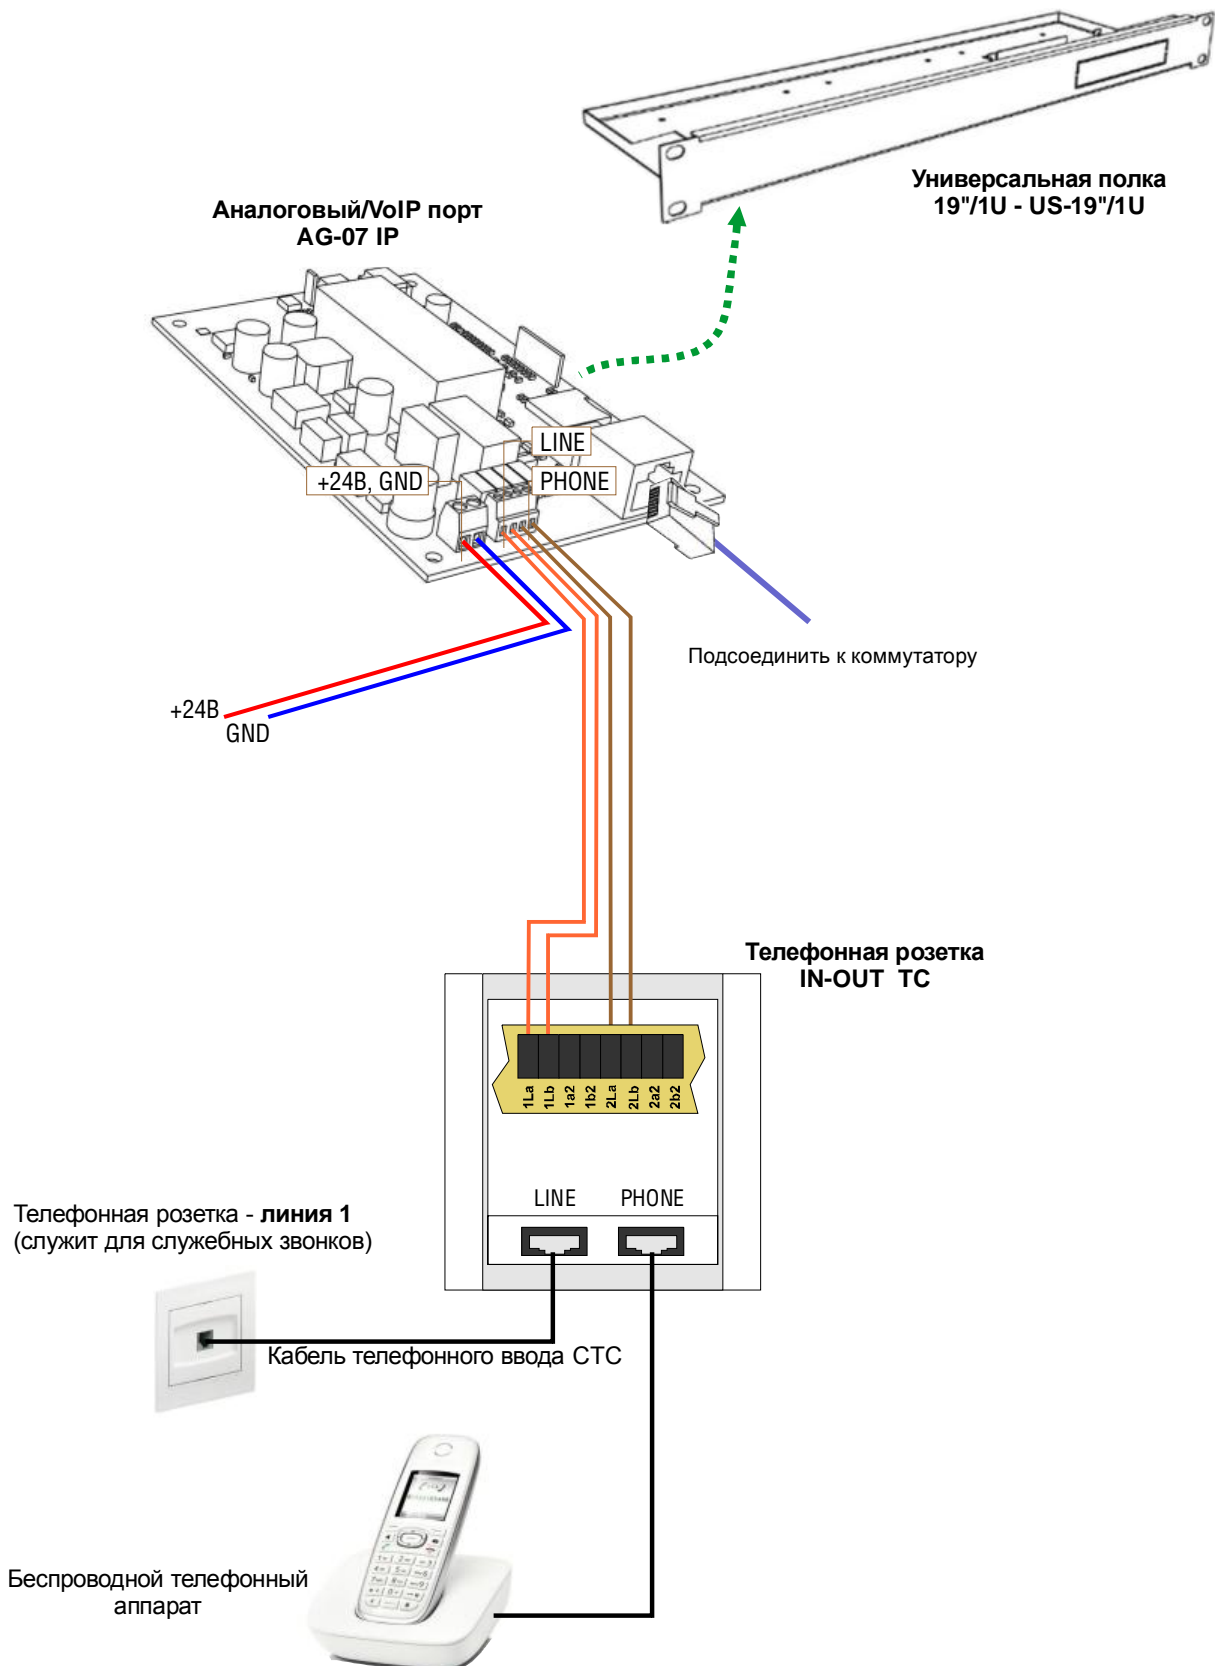 Универсальная полка
19"/1U - US-19"/1U
Аналоговый/VoIP порт
AG-07 IP
LINE
+24В, GND
PHONE
Подсоединить к коммутатору
+24В
GND
Телефонная розетка
IN-OUT TC
1La
1Lb
1a2
1b2
2La
2Lb
2a2
2b2
LINE
PHONE
Телефонная розетка - линия 1
(служит для служебных звонков)
Кабель телефонного ввода СТС
Беспроводной телефонный
аппарат